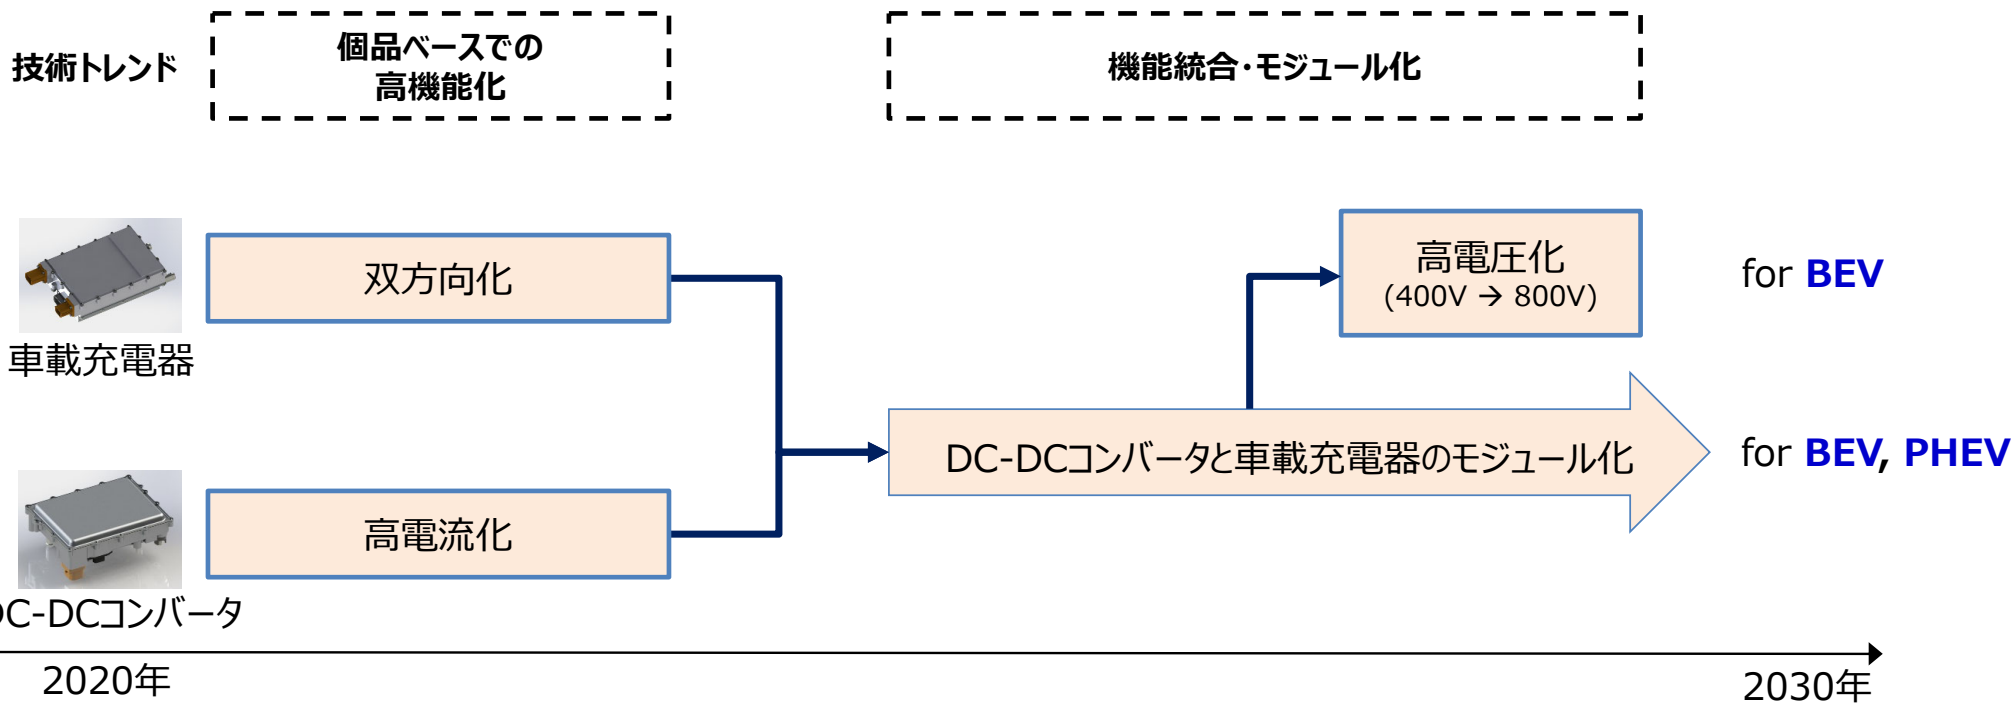 技術トレンド
個品ベースでの
高機能化
機能統合・モジュール化
双方向化
高電圧化
(400V → 800V)
for BEV
車載充電器
DC-DCコンバータと車載充電器のモジュール化
for BEV, PHEV
高電流化
DC-DCコンバータ
2020年
2030年